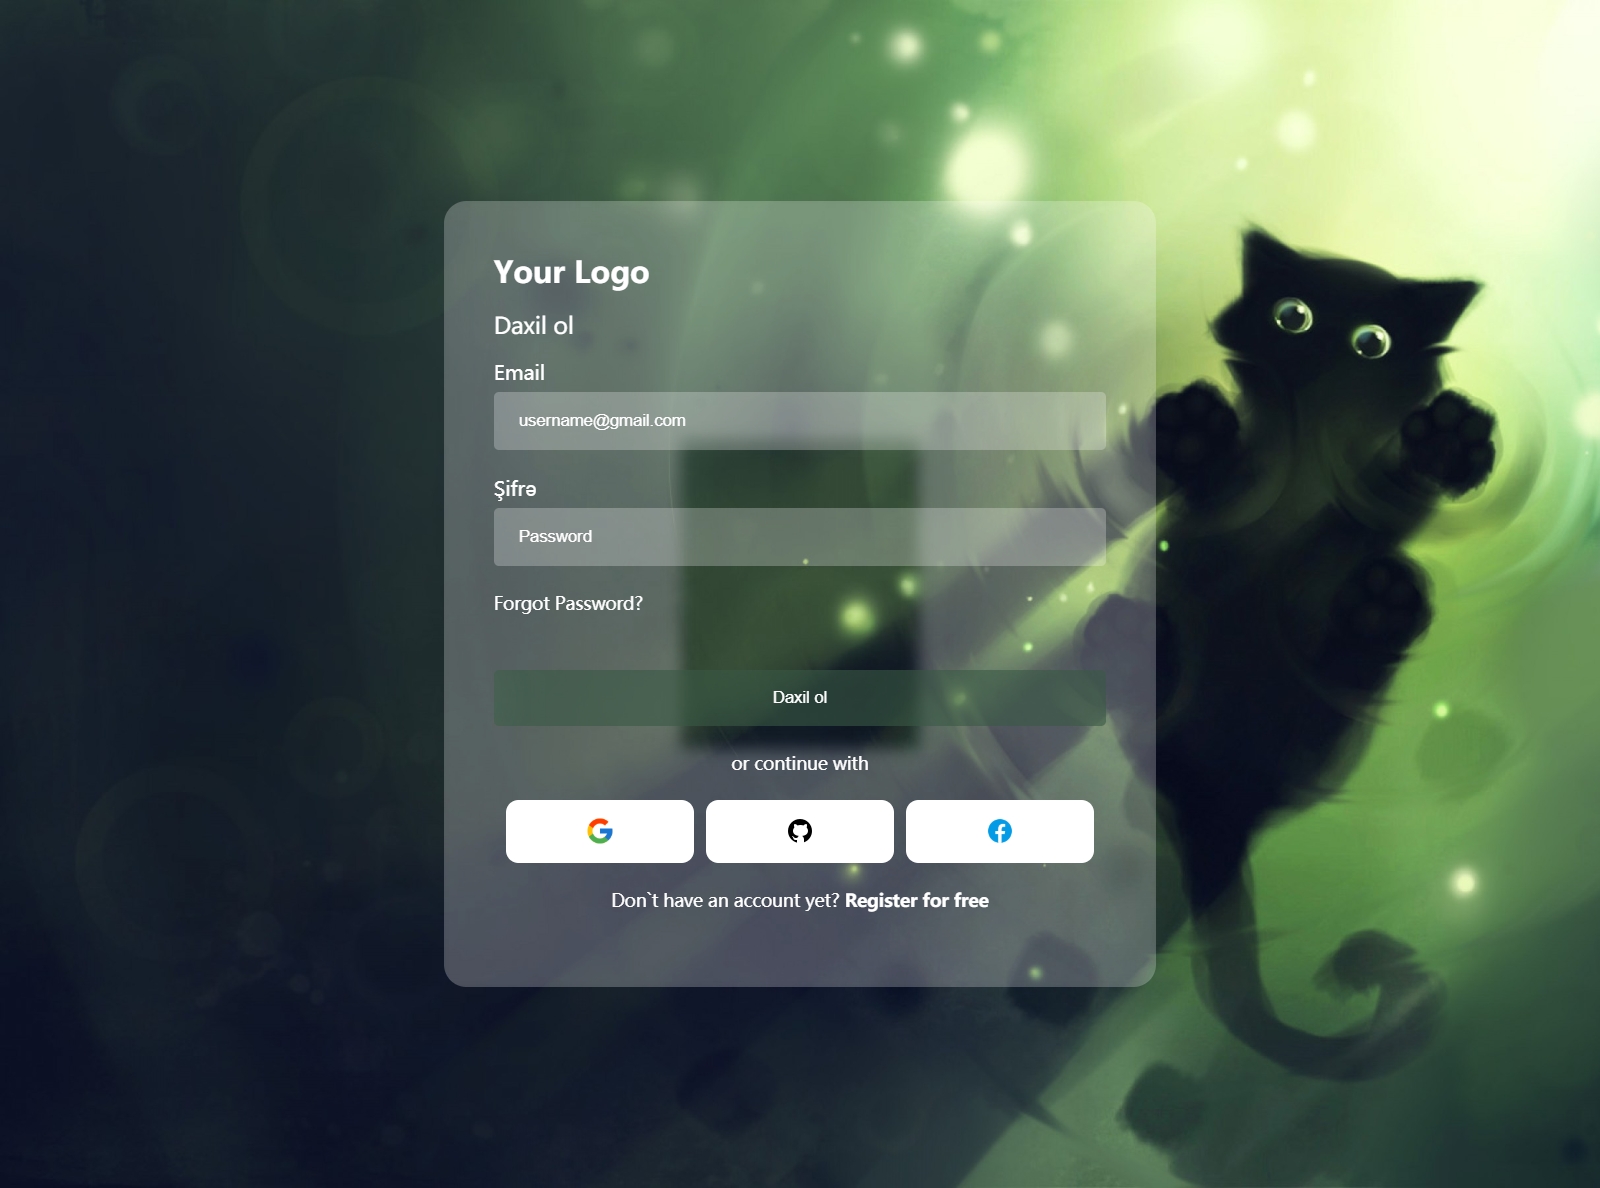 Your Logo
Daxil ol
Email
username@gmail.com
Şifrə
Password
Forgot Password?
Daxil ol
or continue with
Don`t have an account yet? Register for free